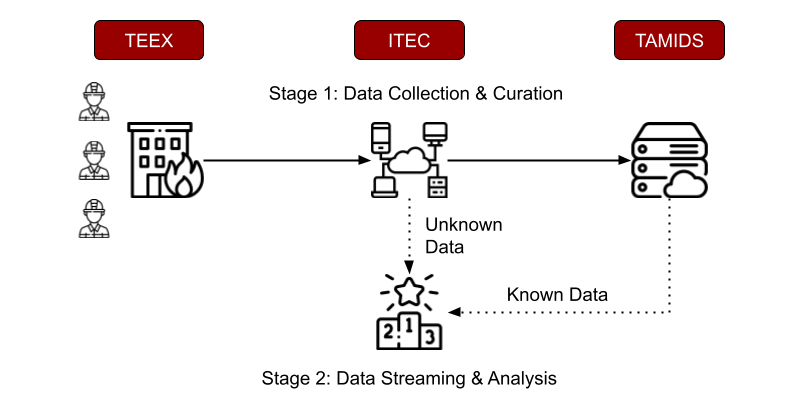 TEEX
ITEC
TAMIDS
Stage 1: Data Collection & Curation
Unknown
Data
Known Data
2 1 3
Stage 2: Data Streaming & Analysis